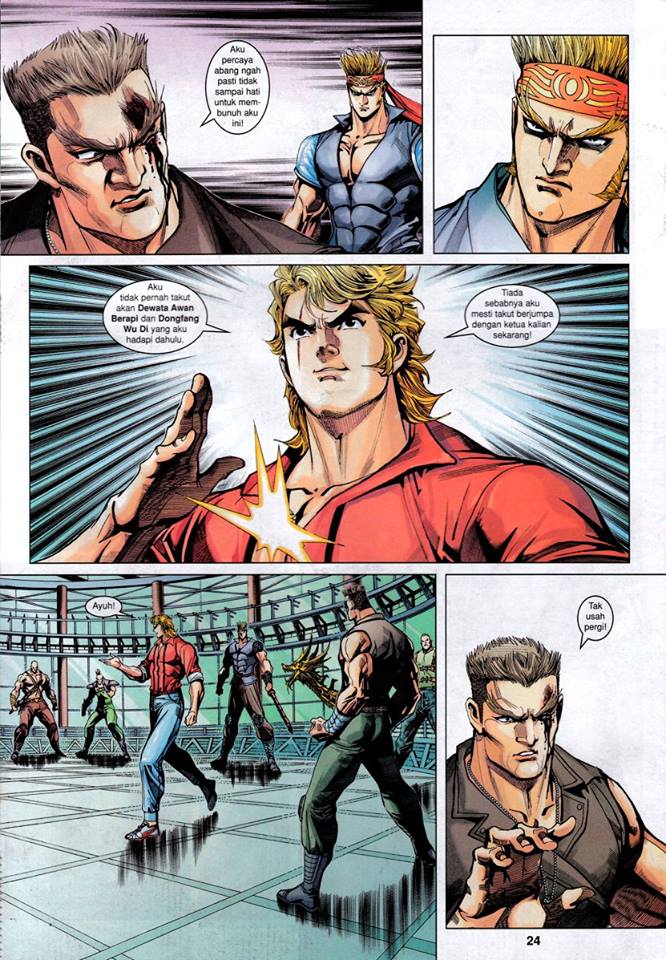 Aku
percaya
abang ngah
pasti tidak
sampai hati
untuk mem-
bunuh aku
ini!
Aku
tidak pernah takut
akan Dewata Awan
Berapi dan Dongfang
Wu Di yang aku
hadapi dahulu.
Tiada
sebabnya aku
mesti takut berjumpa
dengan ketua kalian
sekarang!
Ayuh!
Tak
usah
pergi!
24